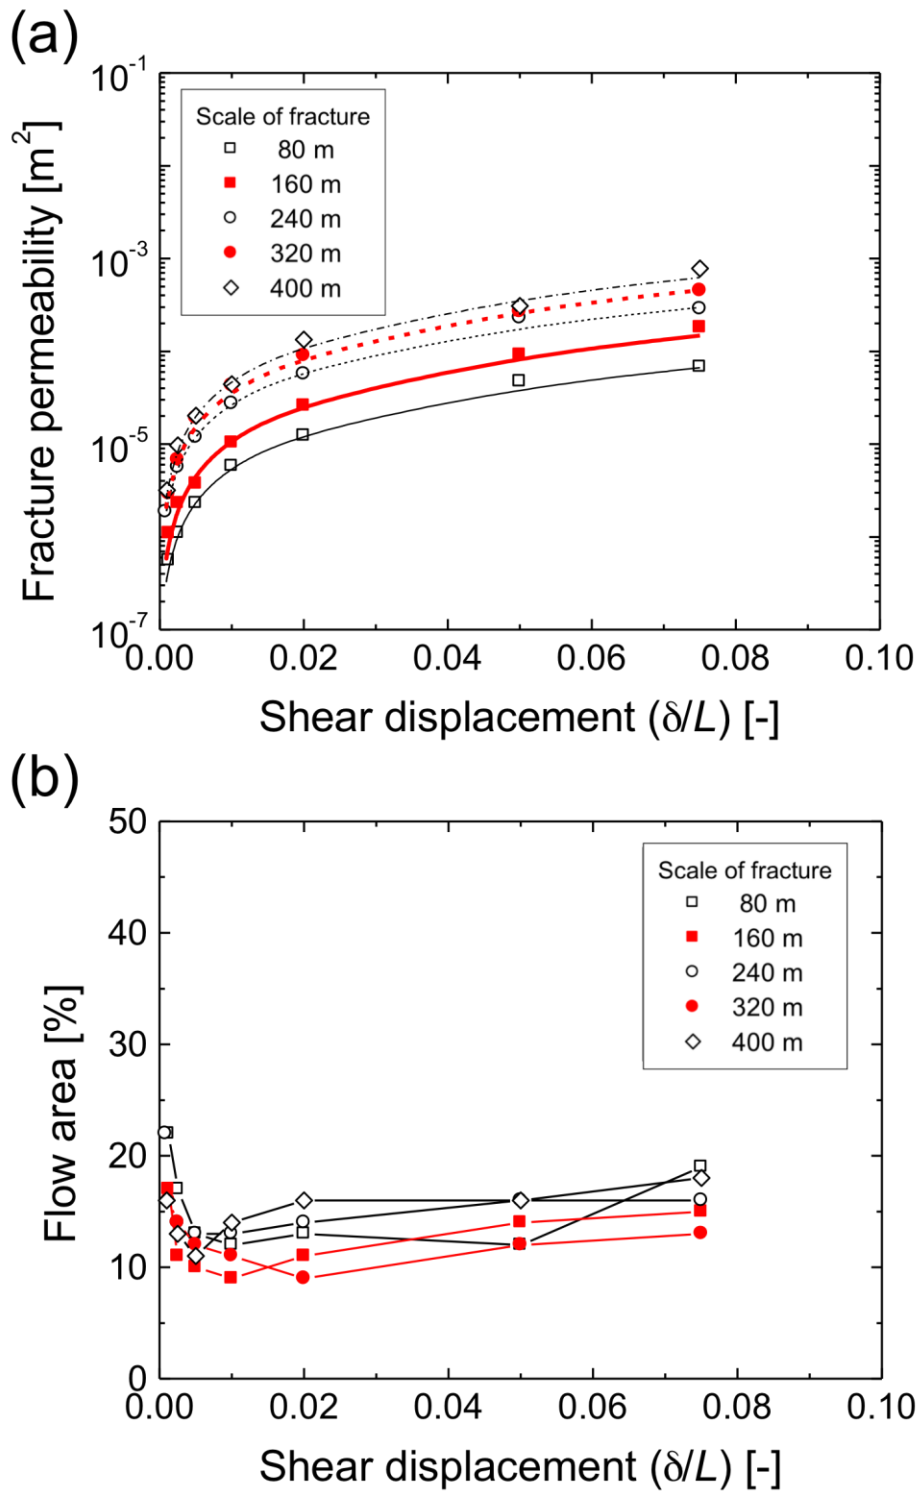 (a)
Fracture permeability [m²]
10⁻¹
10⁻³
10⁻⁵
10⁻⁷
Scale of fracture
80 m
160 m
240 m
320 m
400 m
0.00 0.02 0.04 0.06 0.08 0.10
Shear displacement (δ/L) [-]
(b)
Flow area [%]
50
40
30
20
10
0
Scale of fracture
80 m
160 m
240 m
320 m
400 m
0.00 0.02 0.04 0.06 0.08 0.10
Shear displacement (δ/L) [-]